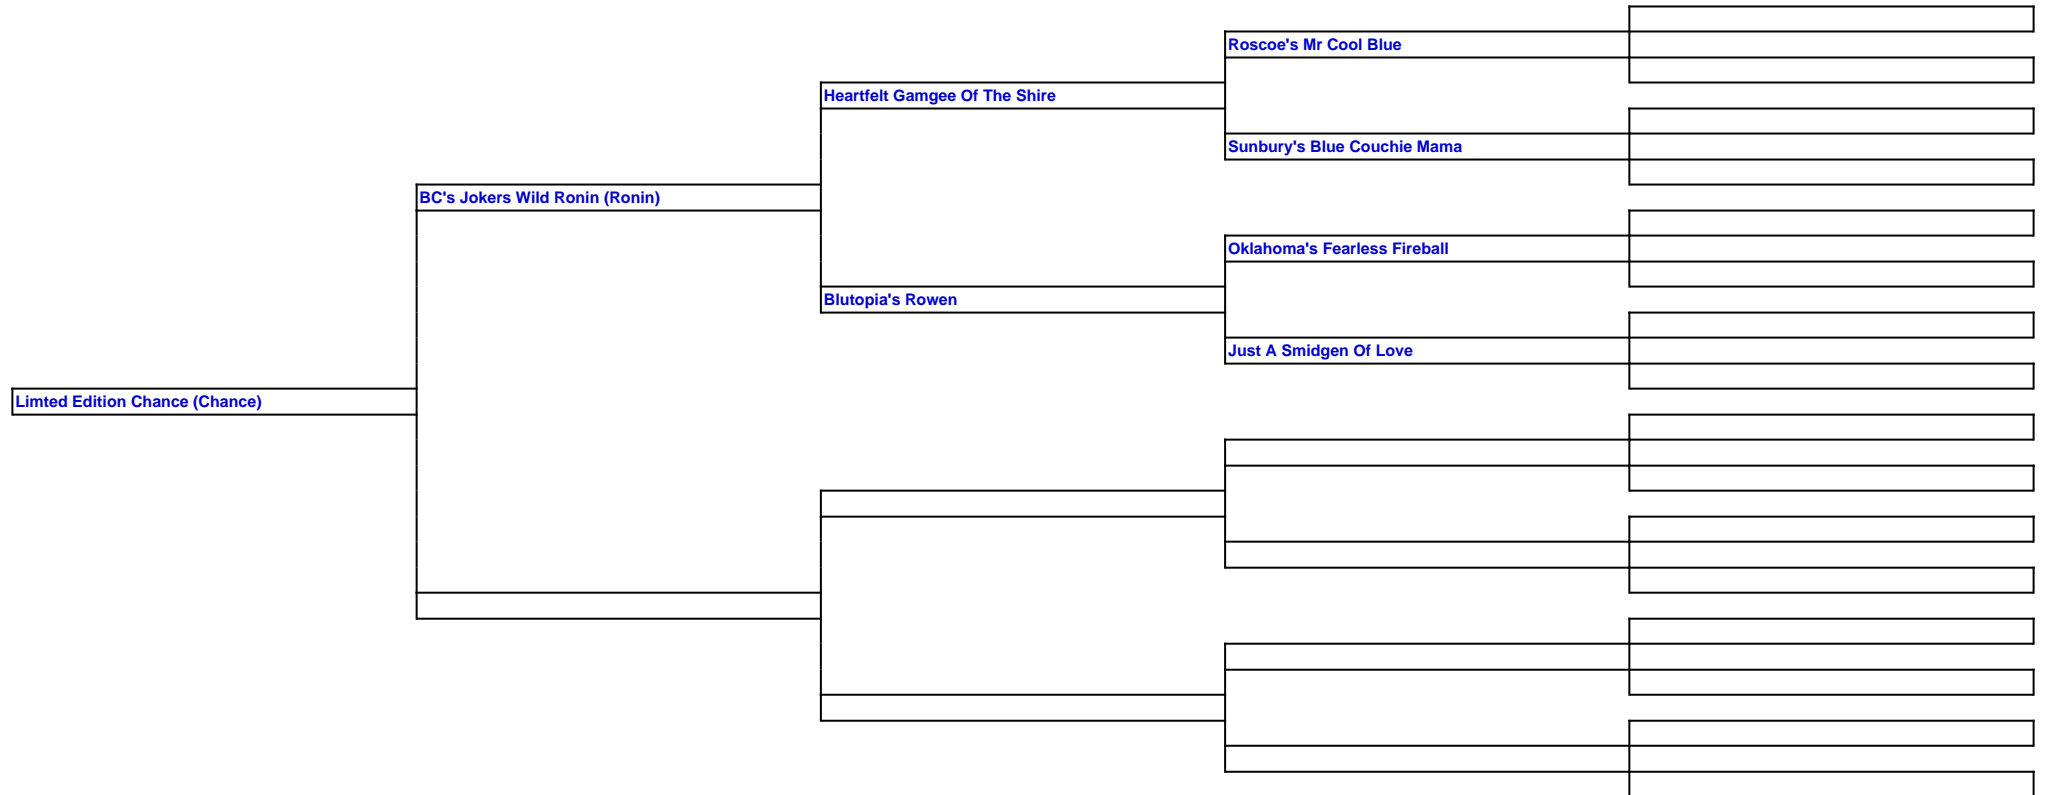 Roscoe's Mr Cool Blue
Heartfelt Gamgee Of The Shire
Sunbury's Blue Couchie Mama
BC's Jokers Wild Ronin (Ronin)
Oklahoma's Fearless Fireball
Blutopia's Rowen
Just A Smidgen Of Love
Limted Edition Chance (Chance)